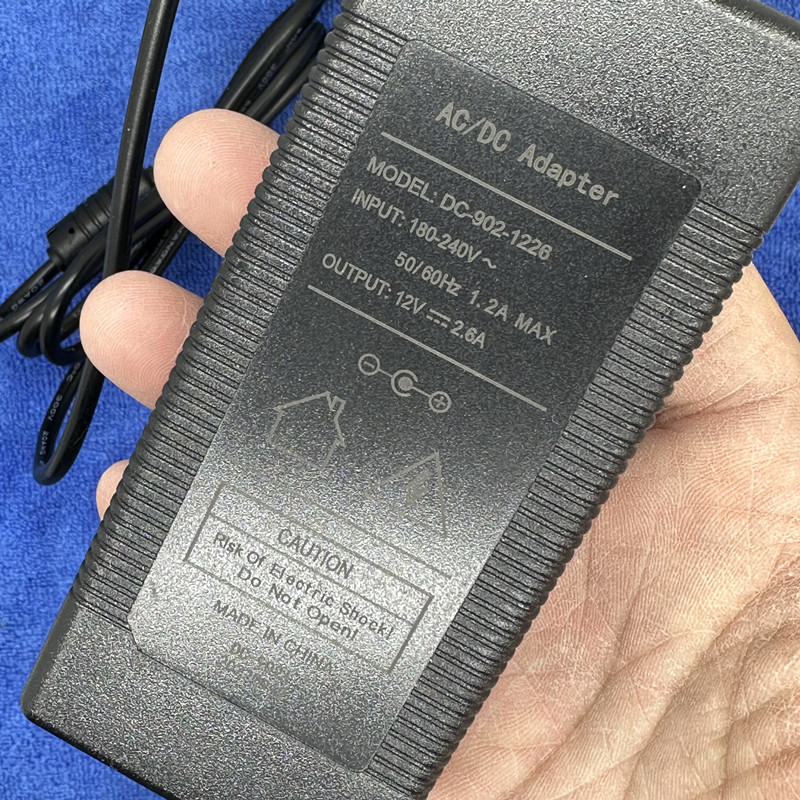 AC/DC Adapter
MODEL: DC-902-1226
INPUT: 180-240V~
50/60Hz 1.2A MAX
OUTPUT: 12V⎓2.6A
CAUTION
Risk Of Electric Shock!
Do Not Open!
MADE IN CHINA